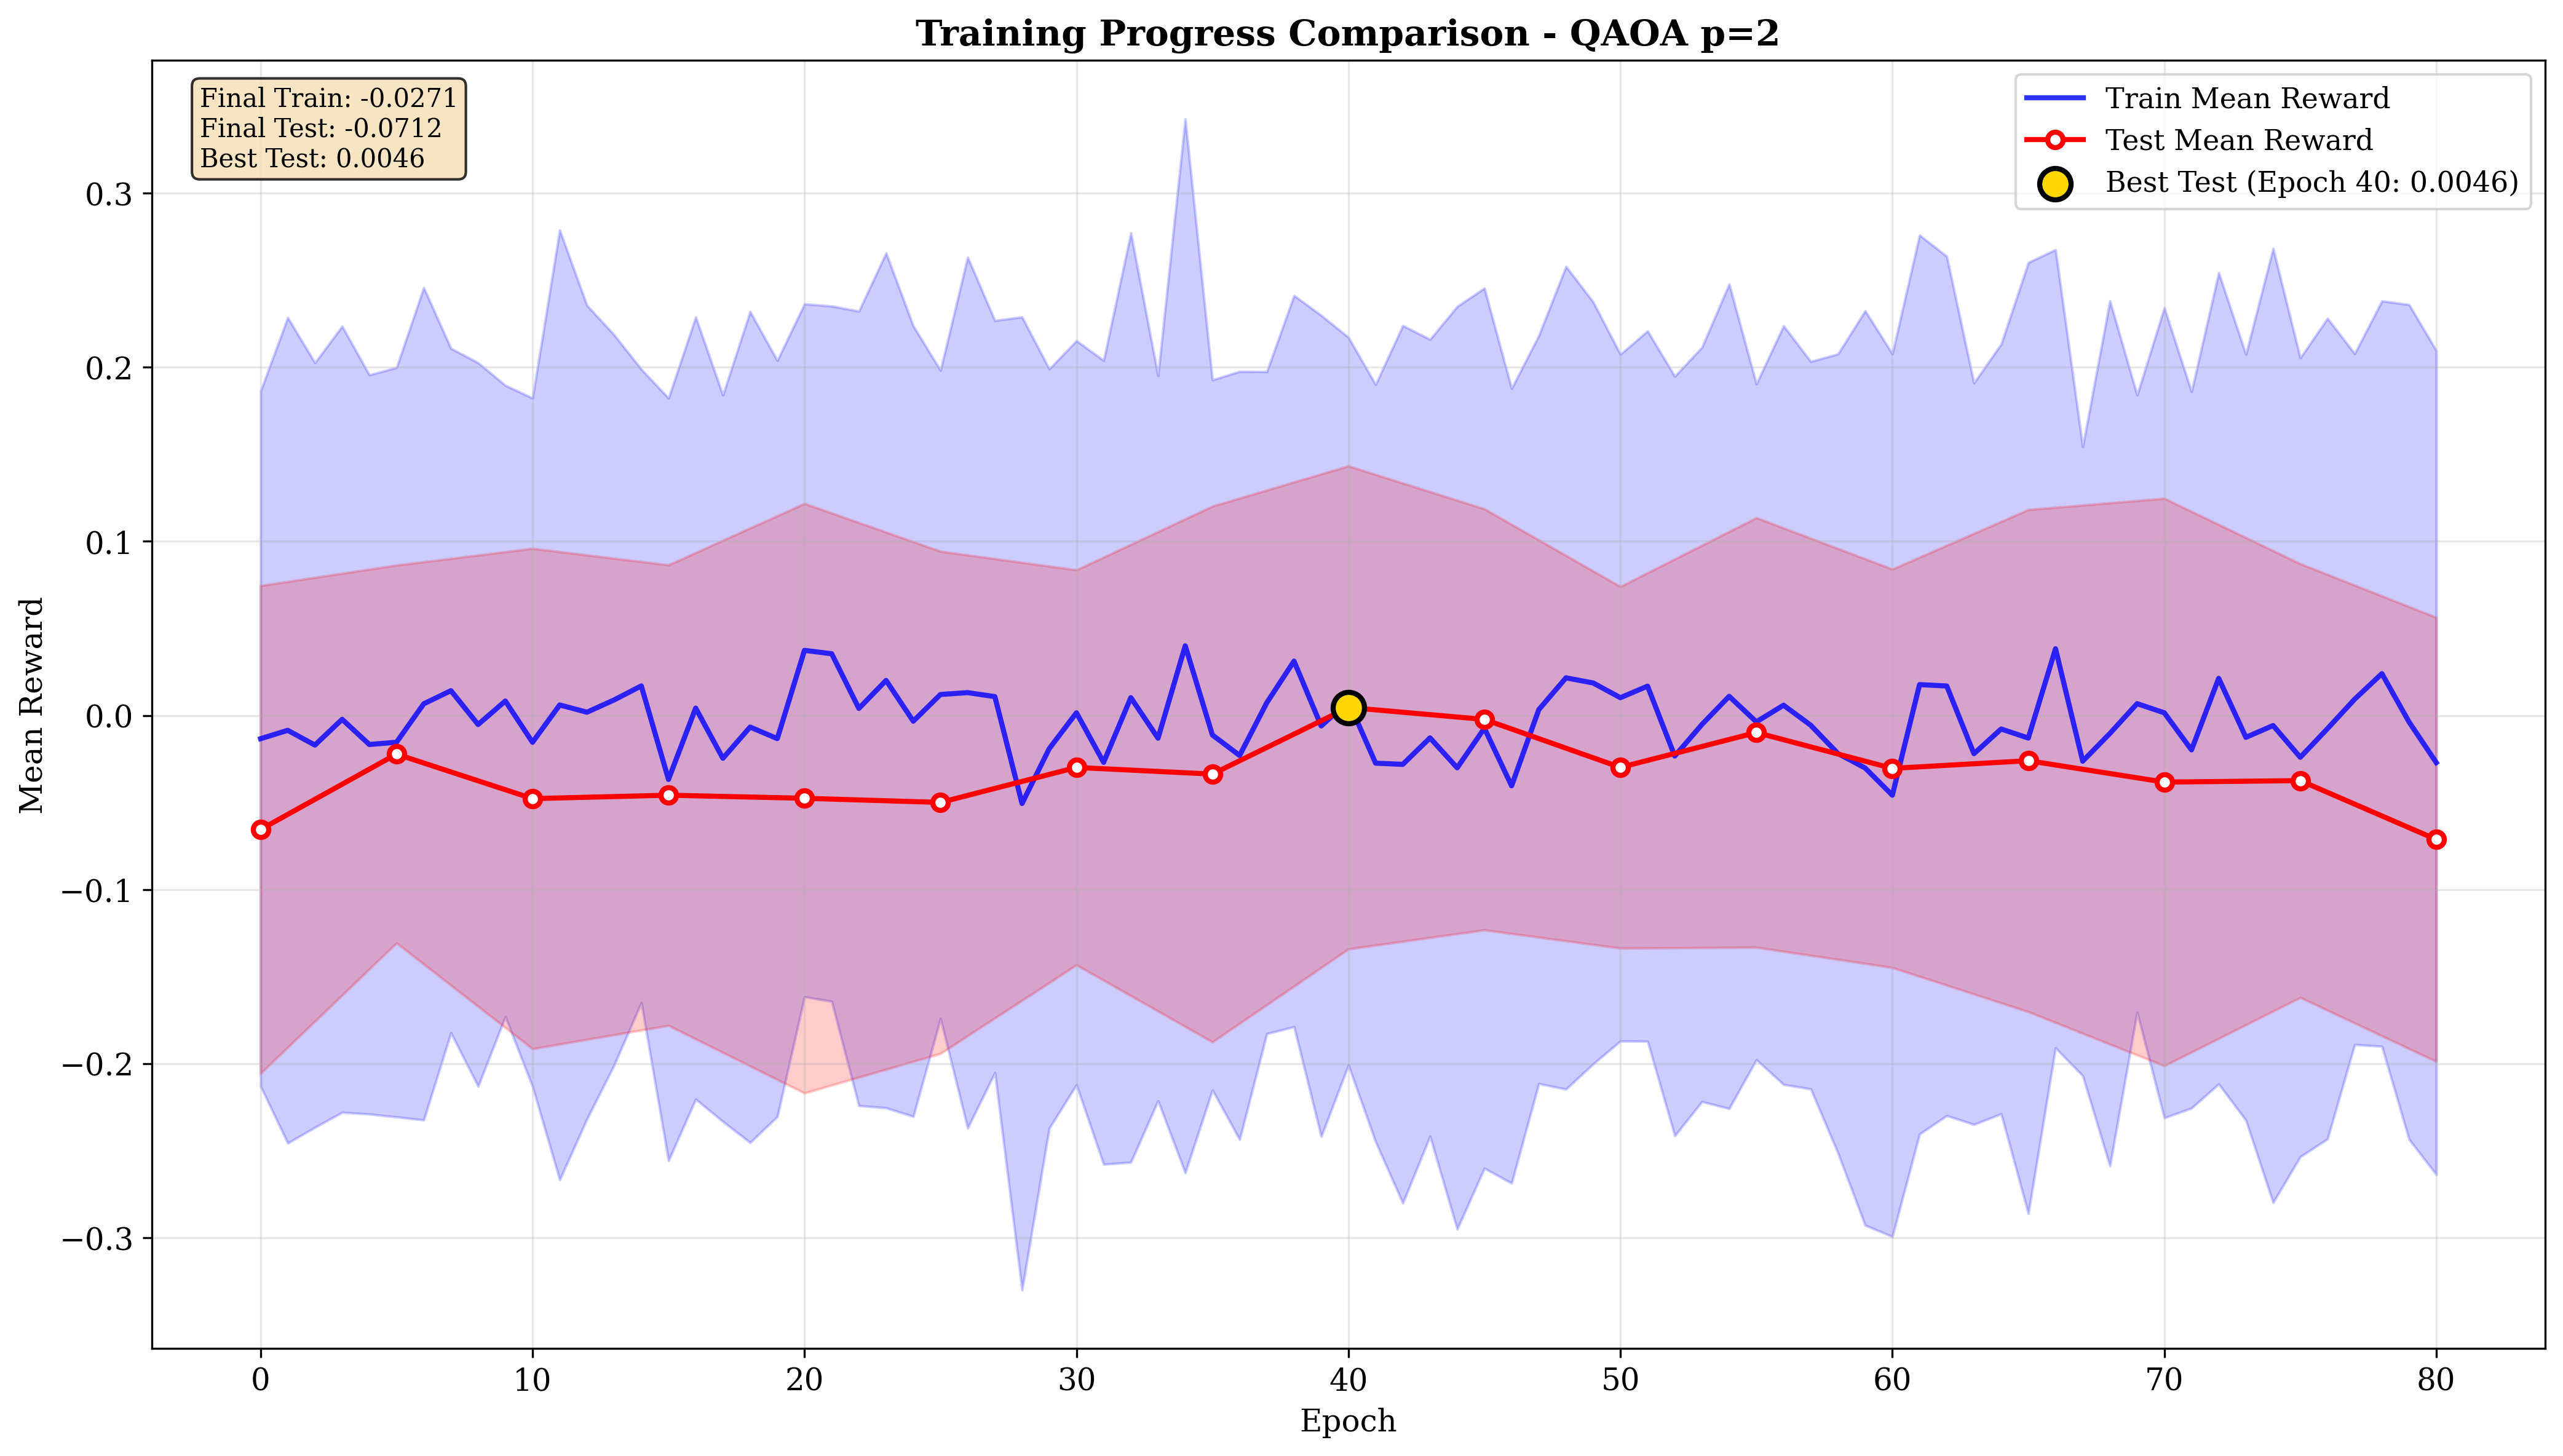 Training Progress Comparison - QAOA p=2
Final Train: -0.0271
Final Test: -0.0712
Best Test: 0.0046
Train Mean Reward
Test Mean Reward
Best Test (Epoch 40: 0.0046)
Mean Reward
0.3
0.2
0.1
0.0
−0.1
−0.2
−0.3
0 10 20 30 40 50 60 70 80
Epoch